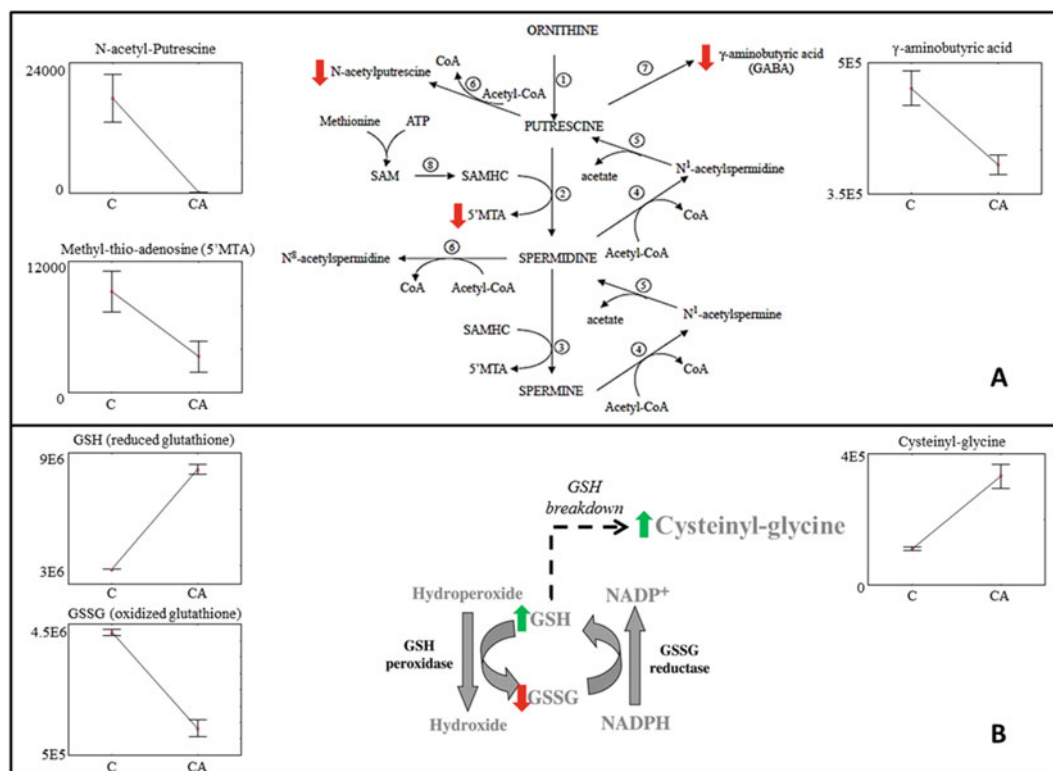 N-acetyl-Putrescine
24000
0
C CA
Methyl-thio-adenosine (5'MTA)
12000
0
C CA
ORNITHINE
①
CoA
N-acetylputrescine
⑥
Acetyl-CoA
⑦
γ-aminobutyric acid
(GABA)
PUTRESCINE
Methionine ATP
SAM
⑧
SAMHC
②
5'MTA
⑤
acetate
N¹-acetylspermidine
④
CoA
Acetyl-CoA
N⁸-acetylspermidine
⑥
CoA Acetyl-CoA
SPERMIDINE
⑤
acetate
N¹-acetylspermine
SAMHC
③
5'MTA
④
CoA
SPERMINE
Acetyl-CoA
γ-aminobutyric acid
5E5
3.5E5
C CA
A
GSH (reduced glutathione)
9E6
3E6
C CA
GSSG (oxidized glutathione)
4.5E6
5E5
C CA
GSH
breakdown
Cysteinyl-glycine
Hydroperoxide
GSH
NADP⁺
GSH
peroxidase
GSSG
reductase
GSSG
Hydroxide
NADPH
Cysteinyl-glycine
4E5
0
C CA
B